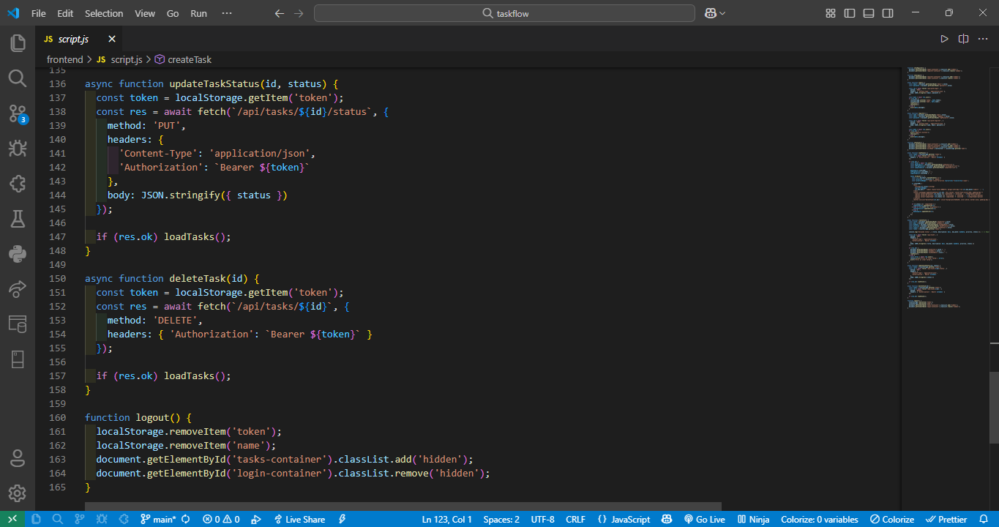 File Edit Selection View Go Run ··· taskflow
JS script.js
frontend > JS script.js > createTask
135
136 async function updateTaskStatus(id, status) {
137   const token = localStorage.getItem('token');
138   const res = await fetch(`/api/tasks/${id}/status`, {
139     method: 'PUT',
140     headers: {
141       'Content-Type': 'application/json',
142       'Authorization': `Bearer ${token}`
143     },
144     body: JSON.stringify({ status })
145   });
146
147   if (res.ok) loadTasks();
148 }
149
150 async function deleteTask(id) {
151   const token = localStorage.getItem('token');
152   const res = await fetch(`/api/tasks/${id}`, {
153     method: 'DELETE',
154     headers: { 'Authorization': `Bearer ${token}` }
155   });
156
157   if (res.ok) loadTasks();
158 }
159
160 function logout() {
161   localStorage.removeItem('token');
162   localStorage.removeItem('name');
163   document.getElementById('tasks-container').classList.add('hidden');
164   document.getElementById('login-container').classList.remove('hidden');
165 }
3
main* 0 0 Live Share Ln 123, Col 1 Spaces: 2 UTF-8 CRLF {} JavaScript Go Live Ninja Colorize: 0 variables Colorize Prettier